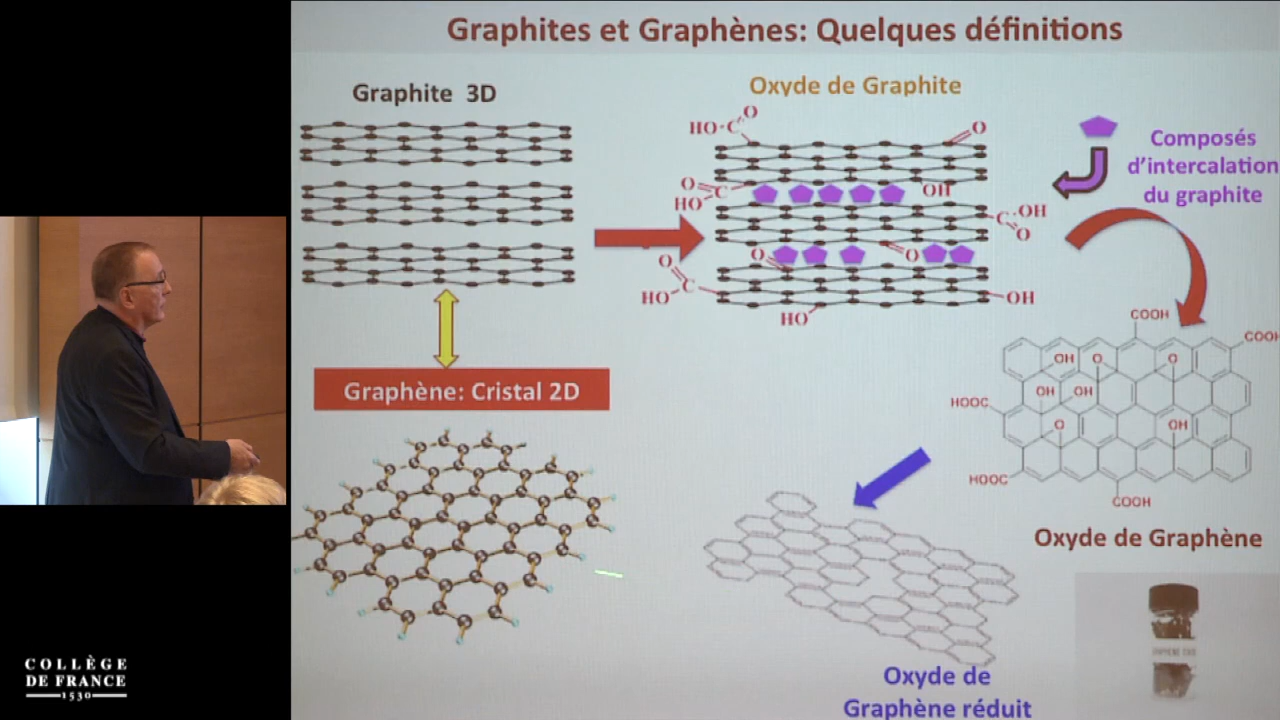 Graphites et Graphènes: Quelques définitions
Graphite 3D
Oxyde de Graphite
Composés
d'intercalation
du graphite
HO-C
O
O
O
C
HO
OH
C-OH
O
O
O
O
C
HO
OH
HO
Graphène: Cristal 2D
COOH
COOH
OH
O
O
OH
OH
HOOC
O
OH
HOOC
COOH
Oxyde de Graphène
Oxyde de
Graphène réduit
COLLÈGE
DE FRANCE
1530